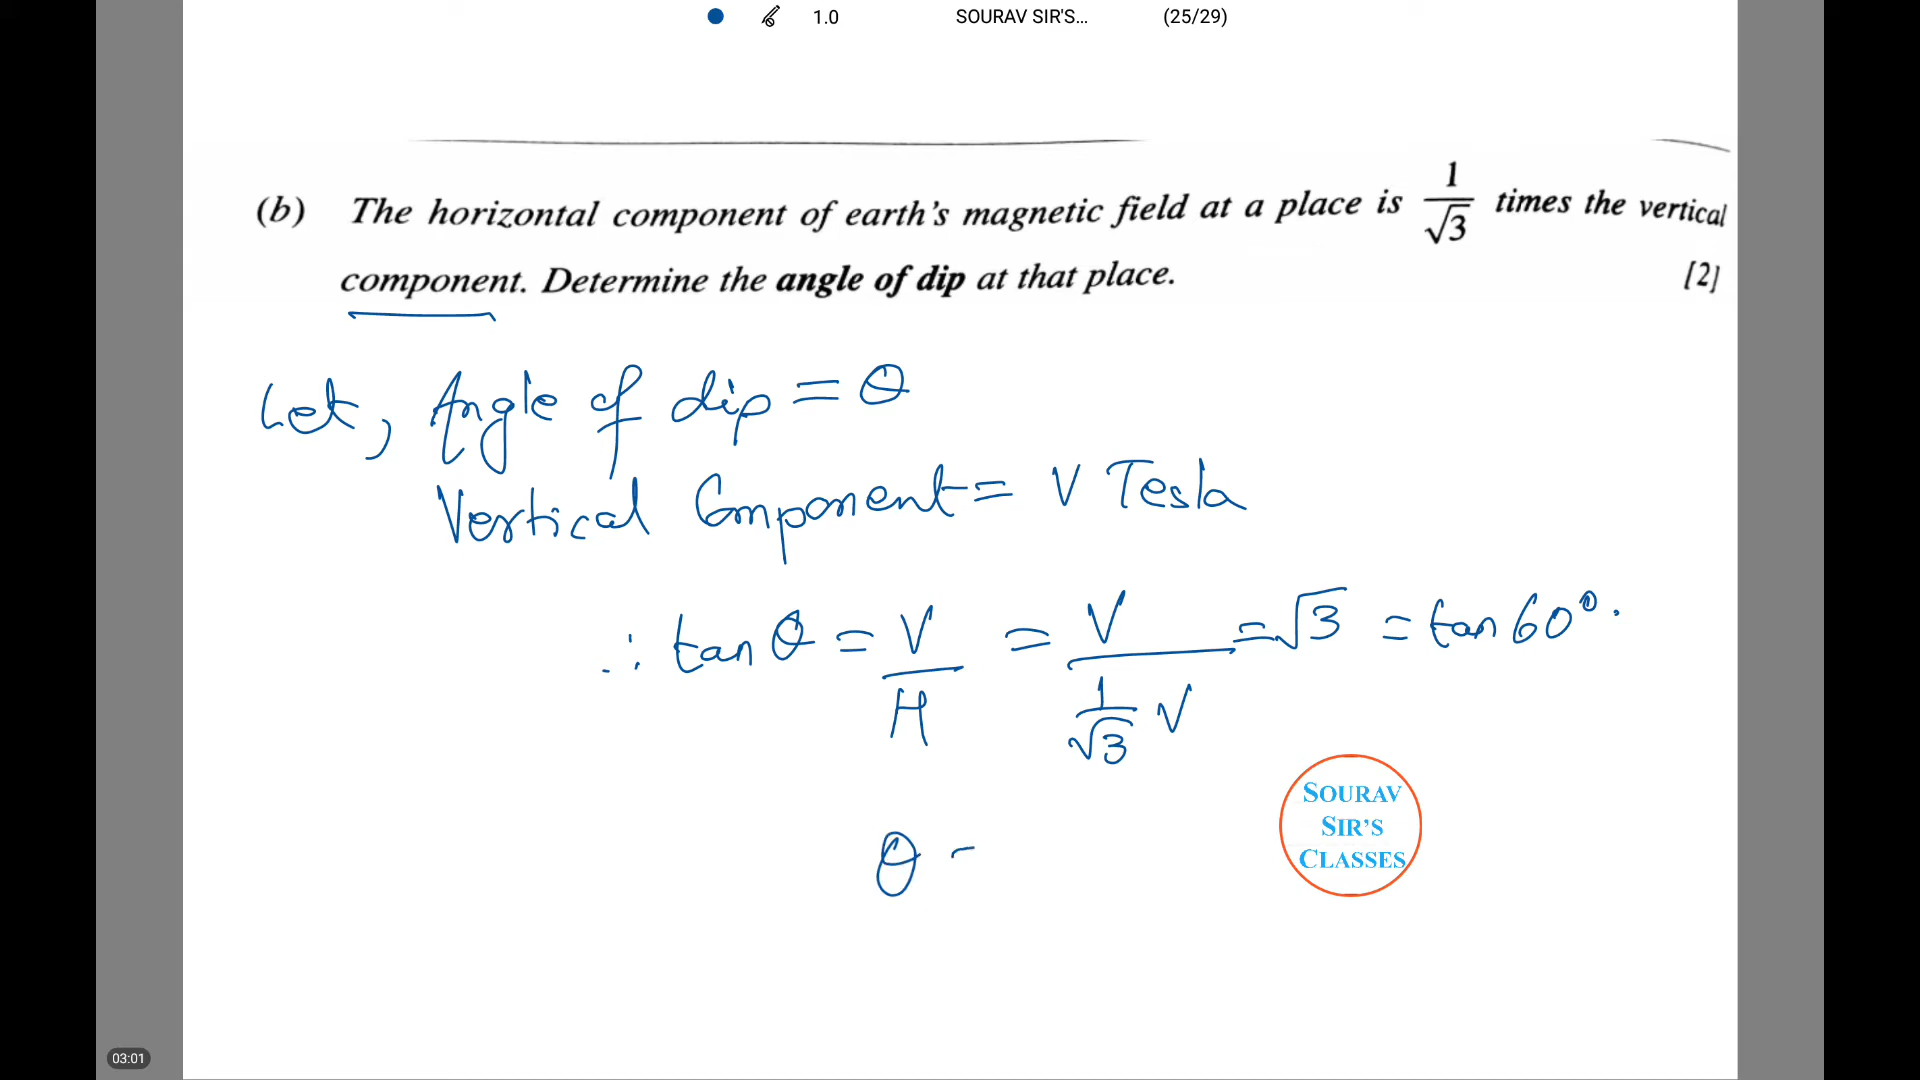 1.0 SOURAV SIR'S... (25/29)
(b) The horizontal component of earth's magnetic field at a place is 1/√3 times the vertical
component. Determine the angle of dip at that place. [2]
Let, Angle of dip = θ
Vertical Component = V Tesla
∴ tan θ = V/H = V/(1/√3 V) = √3 = tan 60°.
θ -
SOURAV
SIR'S
CLASSES
03:01